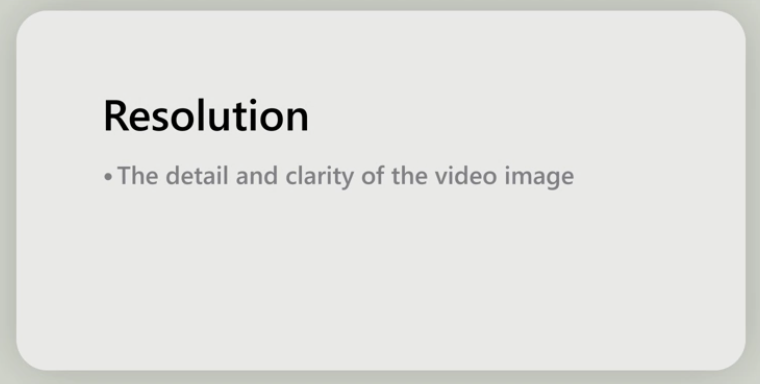 Resolution
• The detail and clarity of the video image